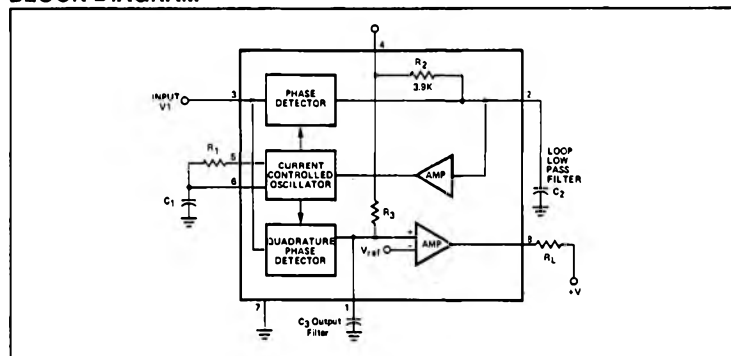 BLOCK DIAGRAM
4
R2
3.9K
INPUT
V1
3
PHASE
DETECTOR
2
R1
5
6
CURRENT
CONTROLLED
OSCILLATOR
AMP
LOOP
LOW
PASS
FILTER
C2
C1
R3
QUADRATURE
PHASE
DETECTOR
Vref
+
-
AMP
8
RL
+V
7
1
C3 Output
Filter